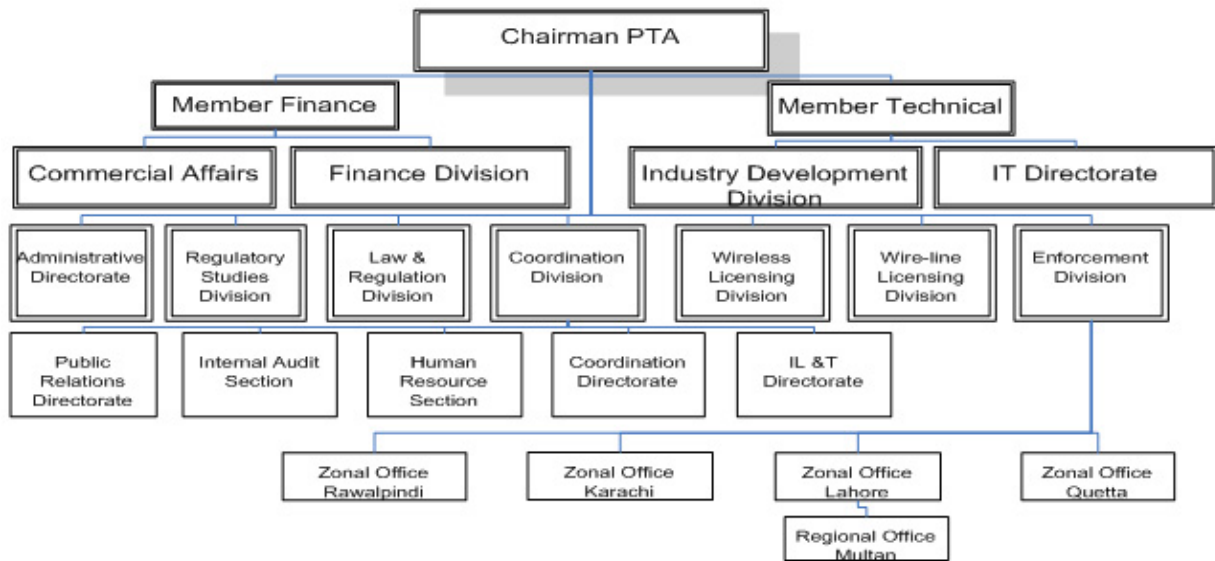 Chairman PTA
Member Finance
Member Technical
Commercial Affairs
Finance Division
Industry Development
Division
IT Directorate
Administrative
Directorate
Regulatory
Studies
Division
Law &
Regulation
Division
Coordination
Division
Wireless
Licensing
Division
Wire-line
Licensing
Division
Enforcement
Division
Public
Relations
Directorate
Internal Audit
Section
Human
Resource
Section
Coordination
Directorate
IL &T
Directorate
Zonal Office
Rawalpindi
Zonal Office
Karachi
Zonal Office
Lahore
Zonal Office
Quetta
Regional Office
Multan